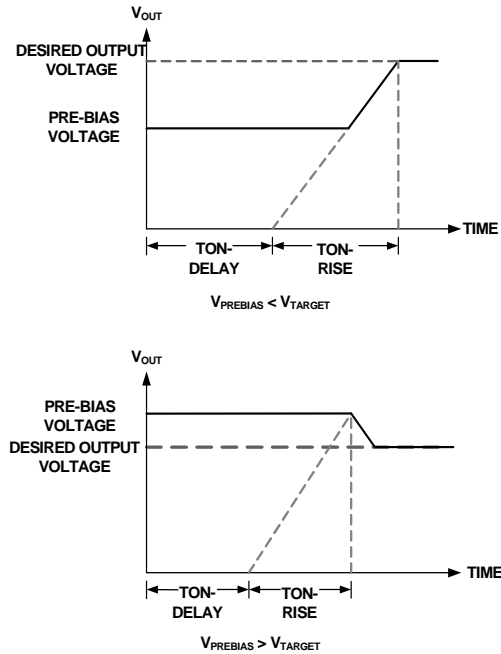 VOUT
DESIRED OUTPUT
VOLTAGE
PRE-BIAS
VOLTAGE
TIME
TON-
DELAY
TON-
RISE
VPREBIAS < VTARGET
VOUT
PRE-BIAS
VOLTAGE
DESIRED OUTPUT
VOLTAGE
TIME
TON-
DELAY
TON-
RISE
VPREBIAS > VTARGET